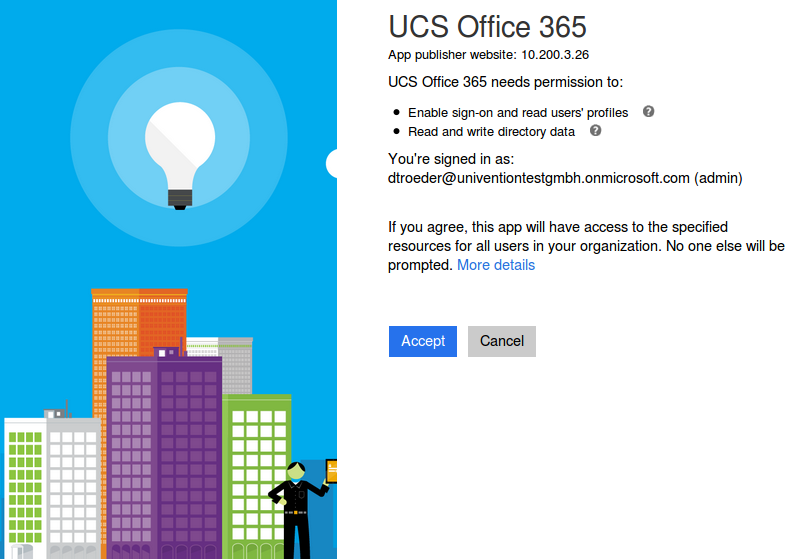 UCS Office 365
App publisher website: 10.200.3.26
UCS Office 365 needs permission to:
Enable sign-on and read users' profiles ?
Read and write directory data ?
You're signed in as:
dtroeder@univentiontestgmbh.onmicrosoft.com (admin)
If you agree, this app will have access to the specified
resources for all users in your organization. No one else will be
prompted. More details
Accept Cancel